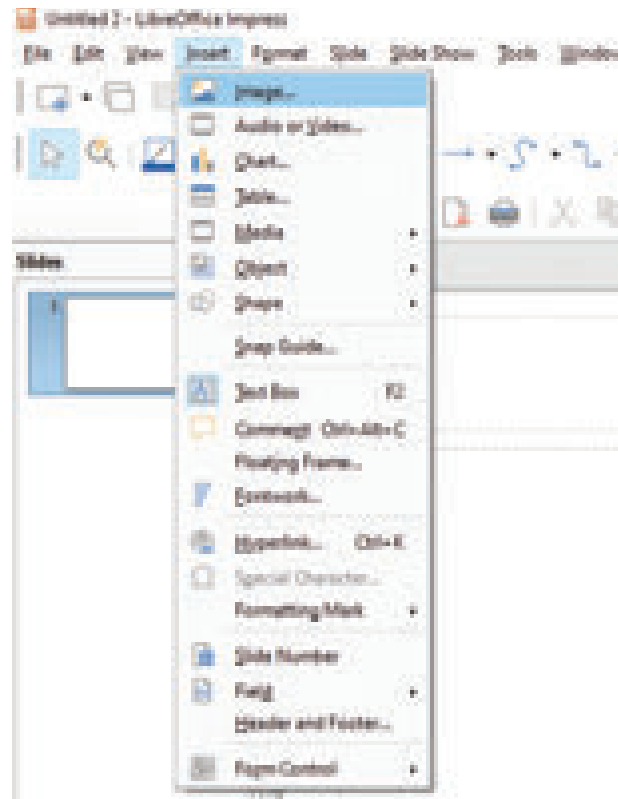 Untitled 2 - LibreOffice Impress
File Edit View Insert Format Slide Slide Show Tools Window
Image...
Audio or Video...
Chart...
Table...
Media
Object
Shape
Snap Guide...
Text Box F2
Comment Ctrl+Alt+C
Floating Frame...
Fontwork...
Hyperlink... Ctrl+K
Special Character...
Formatting Mark
Slide Number
Field
Header and Footer...
Form Control
Slides
1